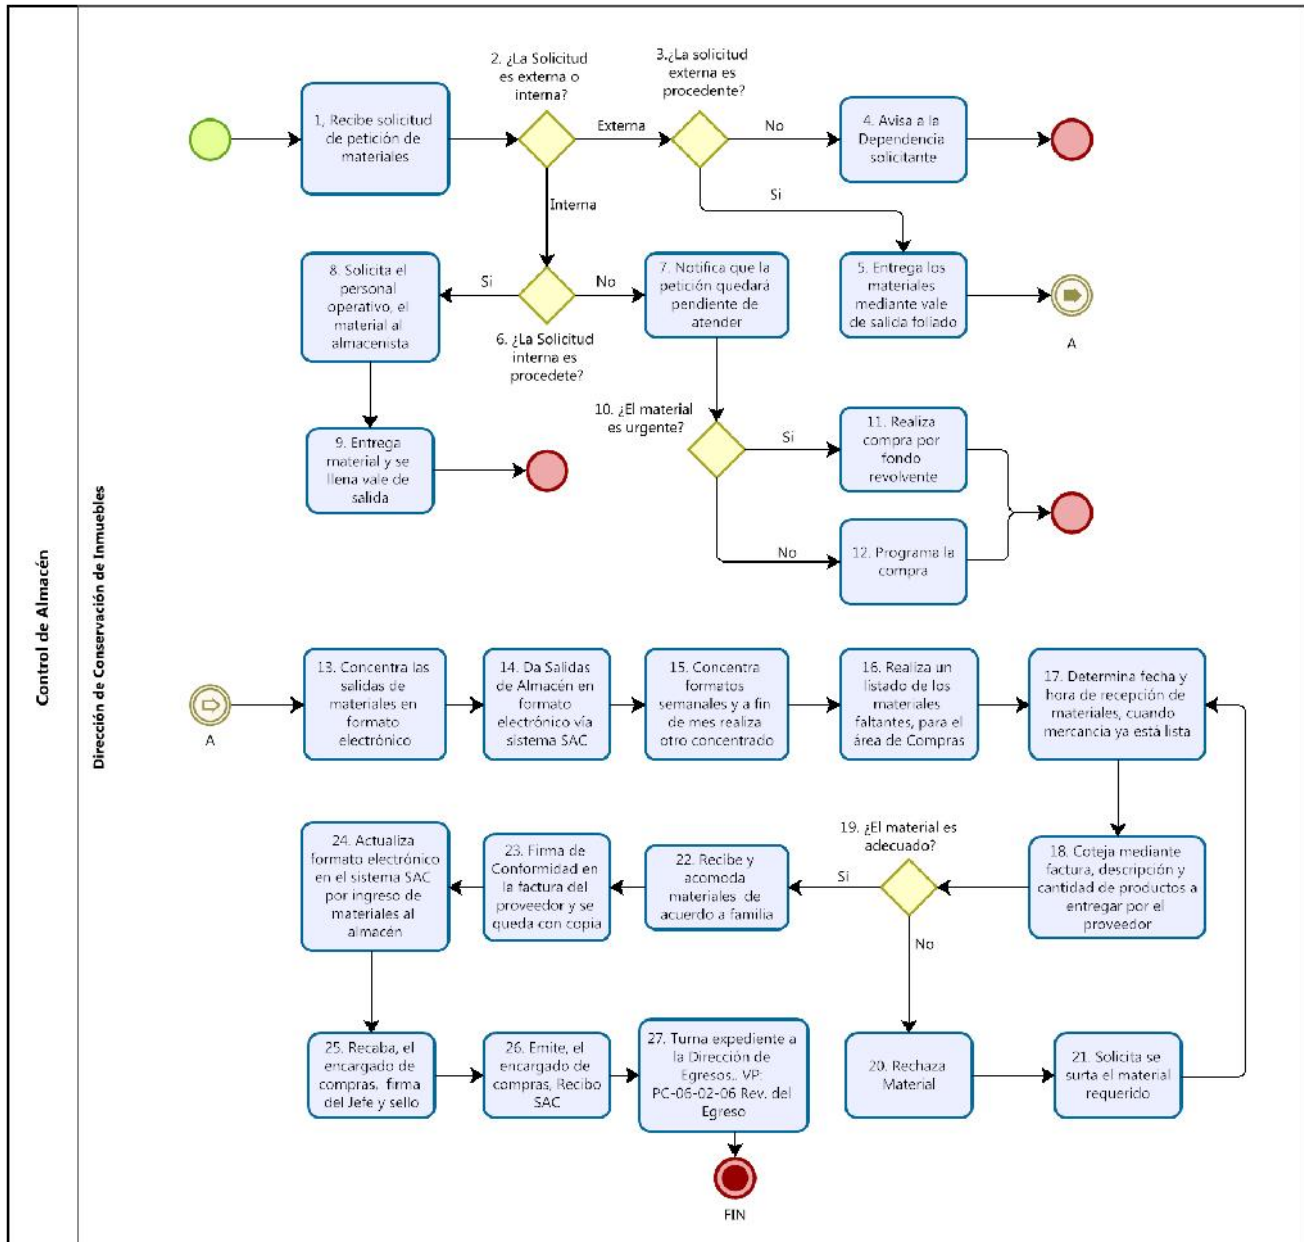 Control de Almacén
Dirección de Conservación de Inmuebles
2. ¿La Solicitud
es externa o
interna?
3.¿La solicitud
externa es
procedente?
1, Recibe solicitud
de petición de
materiales
Externa
No
4. Avisa a la
Dependencia
solicitante
Interna
Si
8. Solicita el
personal
operativo, el
material al
almacenista
Si
No
6. ¿La Solicitud
interna es
procedete?
7. Notifica que la
petición quedará
pendiente de
atender
5. Entrega los
materiales
mediante vale
de salida foliado
A
10. ¿El material
es urgente?
Si
11. Realiza
compra por
fondo
revolvente
9. Entrega
material y se
llena vale de
salida
No
12. Programa la
compra
A
13. Concentra las
salidas de
materiales en
formato
electrónico
14. Da Salidas
de Almacén en
formato
electrónico vía
sistema SAC
15. Concentra
formatos
semanales y a fin
de mes realiza
otro concentrado
16. Realiza un
listado de los
materiales
faltantes, para el
área de Compras
17. Determina fecha y
hora de recepción de
materiales, cuando
mercancia ya está lista
24. Actualiza
formato electrónico
en el sistema SAC
por ingreso de
materiales al
almacén
23. Firma de
Conformidad en
la factura del
proveedor y se
queda con copia
22. Recibe y
acomoda
materiales de
acuerdo a familia
Si
19. ¿El material es
adecuado?
No
18. Coteja mediante
factura, descripción y
cantidad de productos a
entregar por el
proveedor
25. Recaba, el
encargado de
compras, firma
del Jefe y sello
26. Emite, el
encargado de
compras, Recibo
SAC
27. Turna expediente a
la Dirección de
Egresos.. VP:
PC-06-02-06 Rev. del
Egreso
20. Rechaza
Material
21. Solicita se
surta el material
requerido
FIN